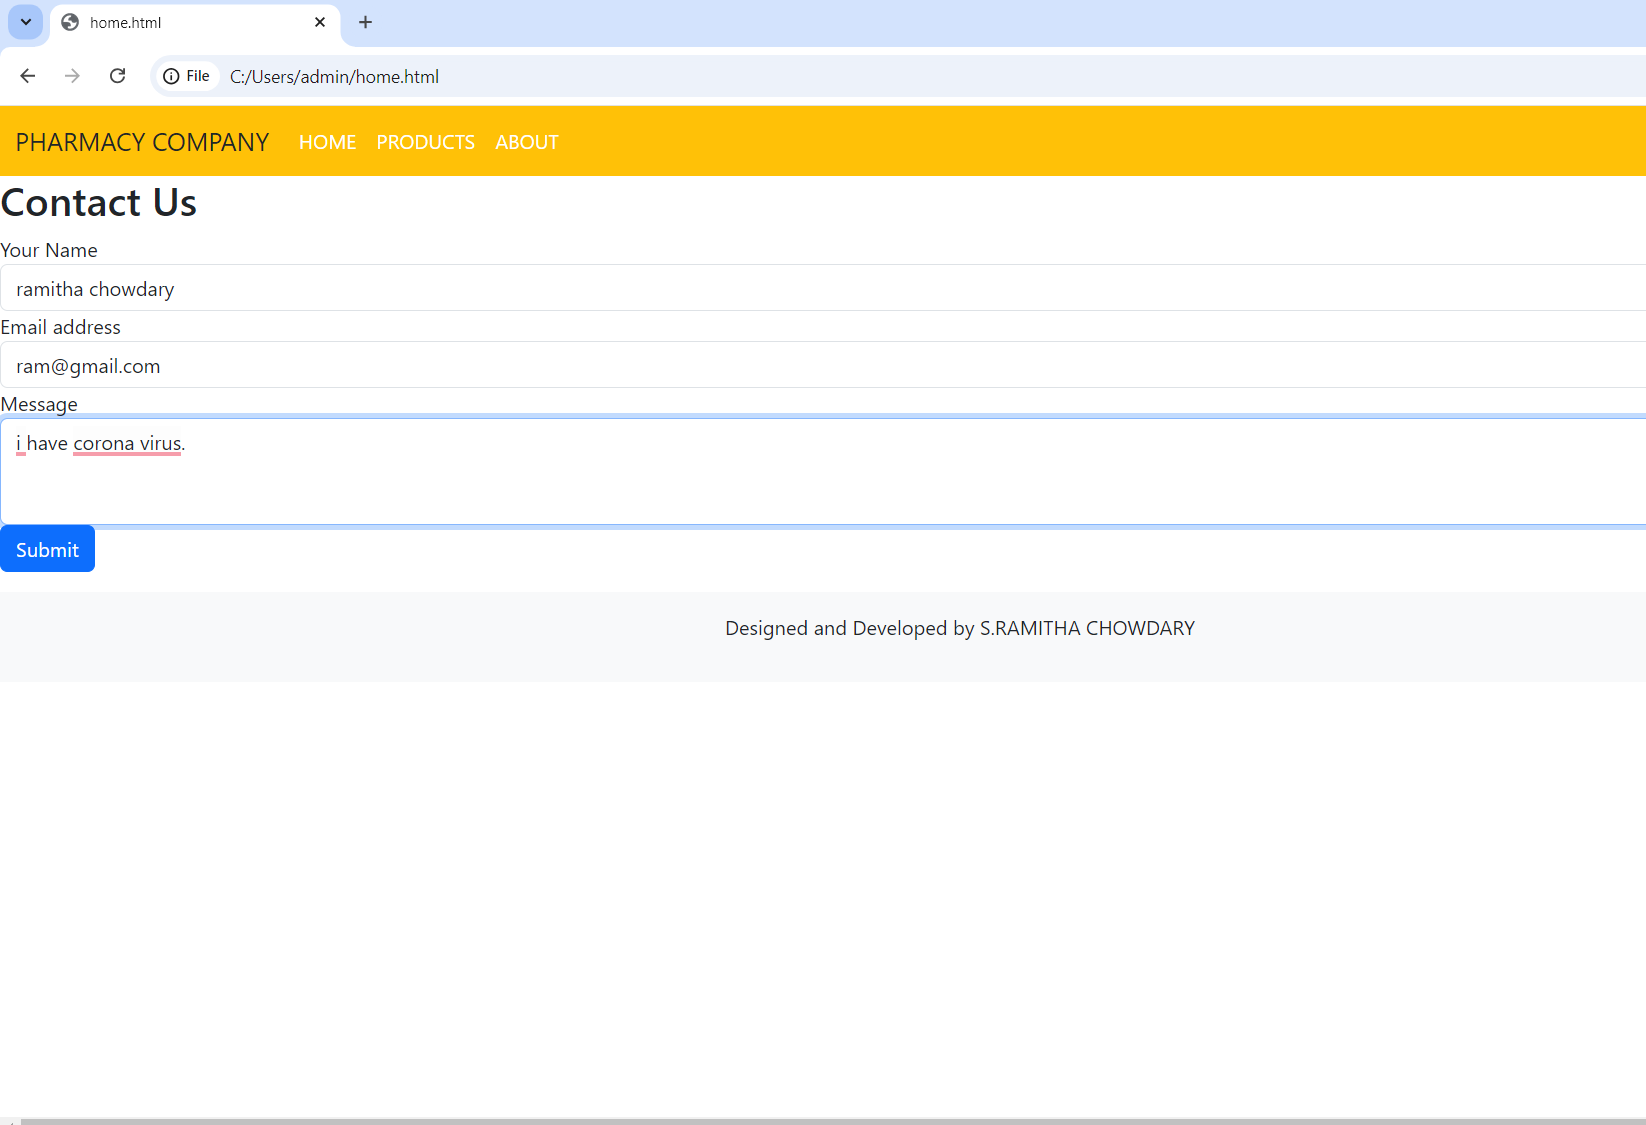 home.html
File C:/Users/admin/home.html
PHARMACY COMPANY HOME PRODUCTS ABOUT
Contact Us
Your Name
ramitha chowdary
Email address
ram@gmail.com
Message
i have corona virus.
Submit
Designed and Developed by S.RAMITHA CHOWDARY